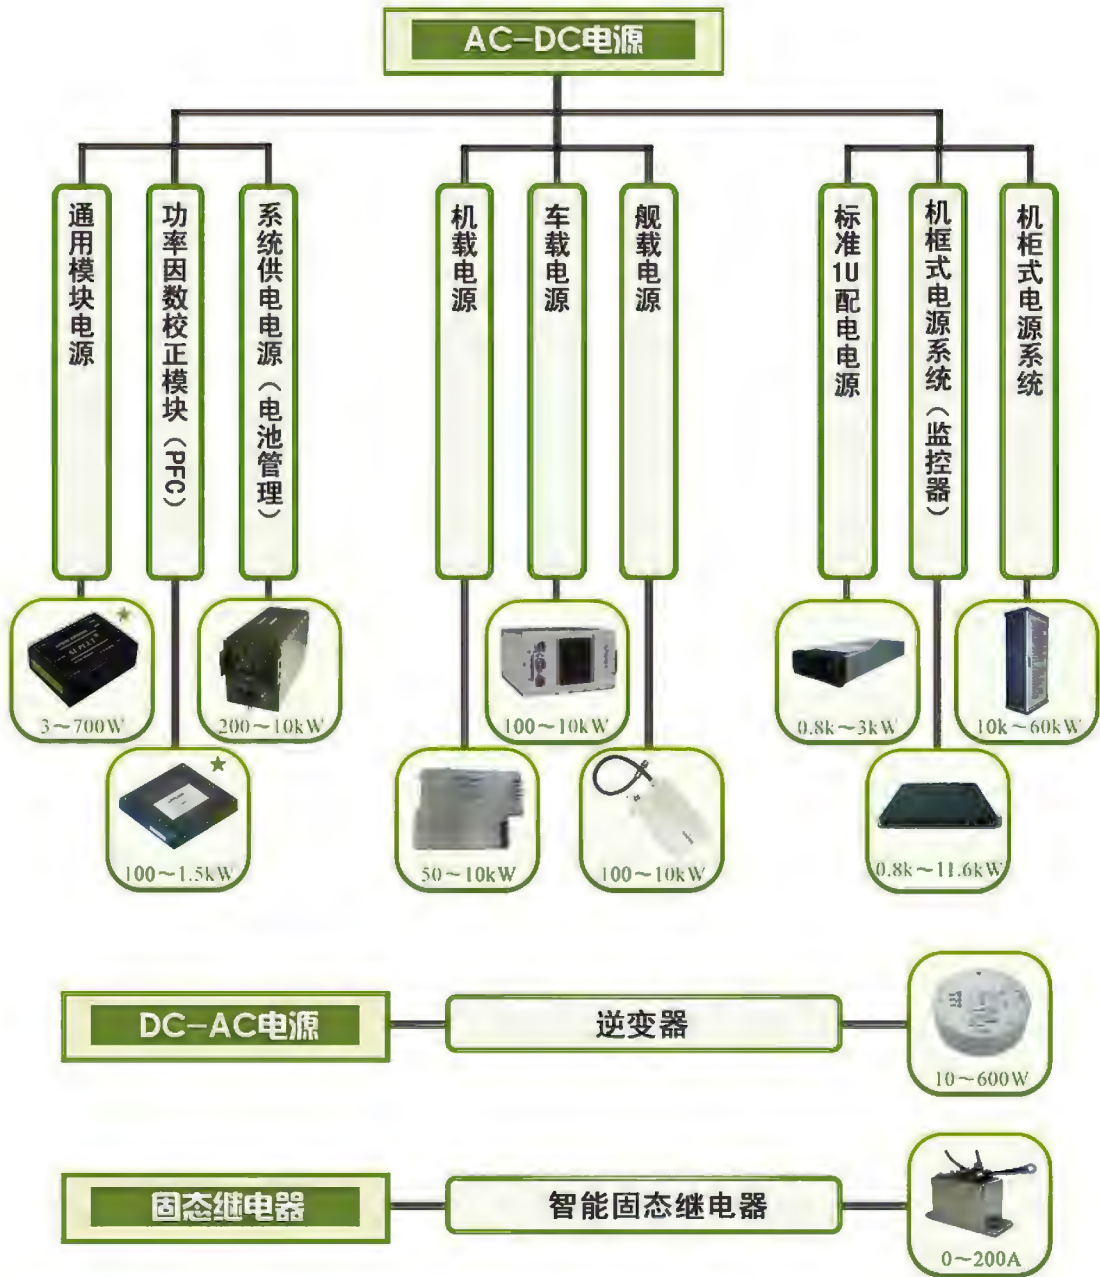 AC-DC电源
通用模块电源
功率因数校正模块（PFC）
系统供电电源（电池管理）
机载电源
车载电源
舰载电源
标准1U配电电源
机框式电源系统（监控器）
机柜式电源系统
3～700W
200～10kW
100～10kW
0.8k～3kW
10k～60kW
100～1.5kW
50～10kW
100～10kW
0.8k～11.6kW
DC-AC电源
逆变器
10～600W
固态继电器
智能固态继电器
0～200A